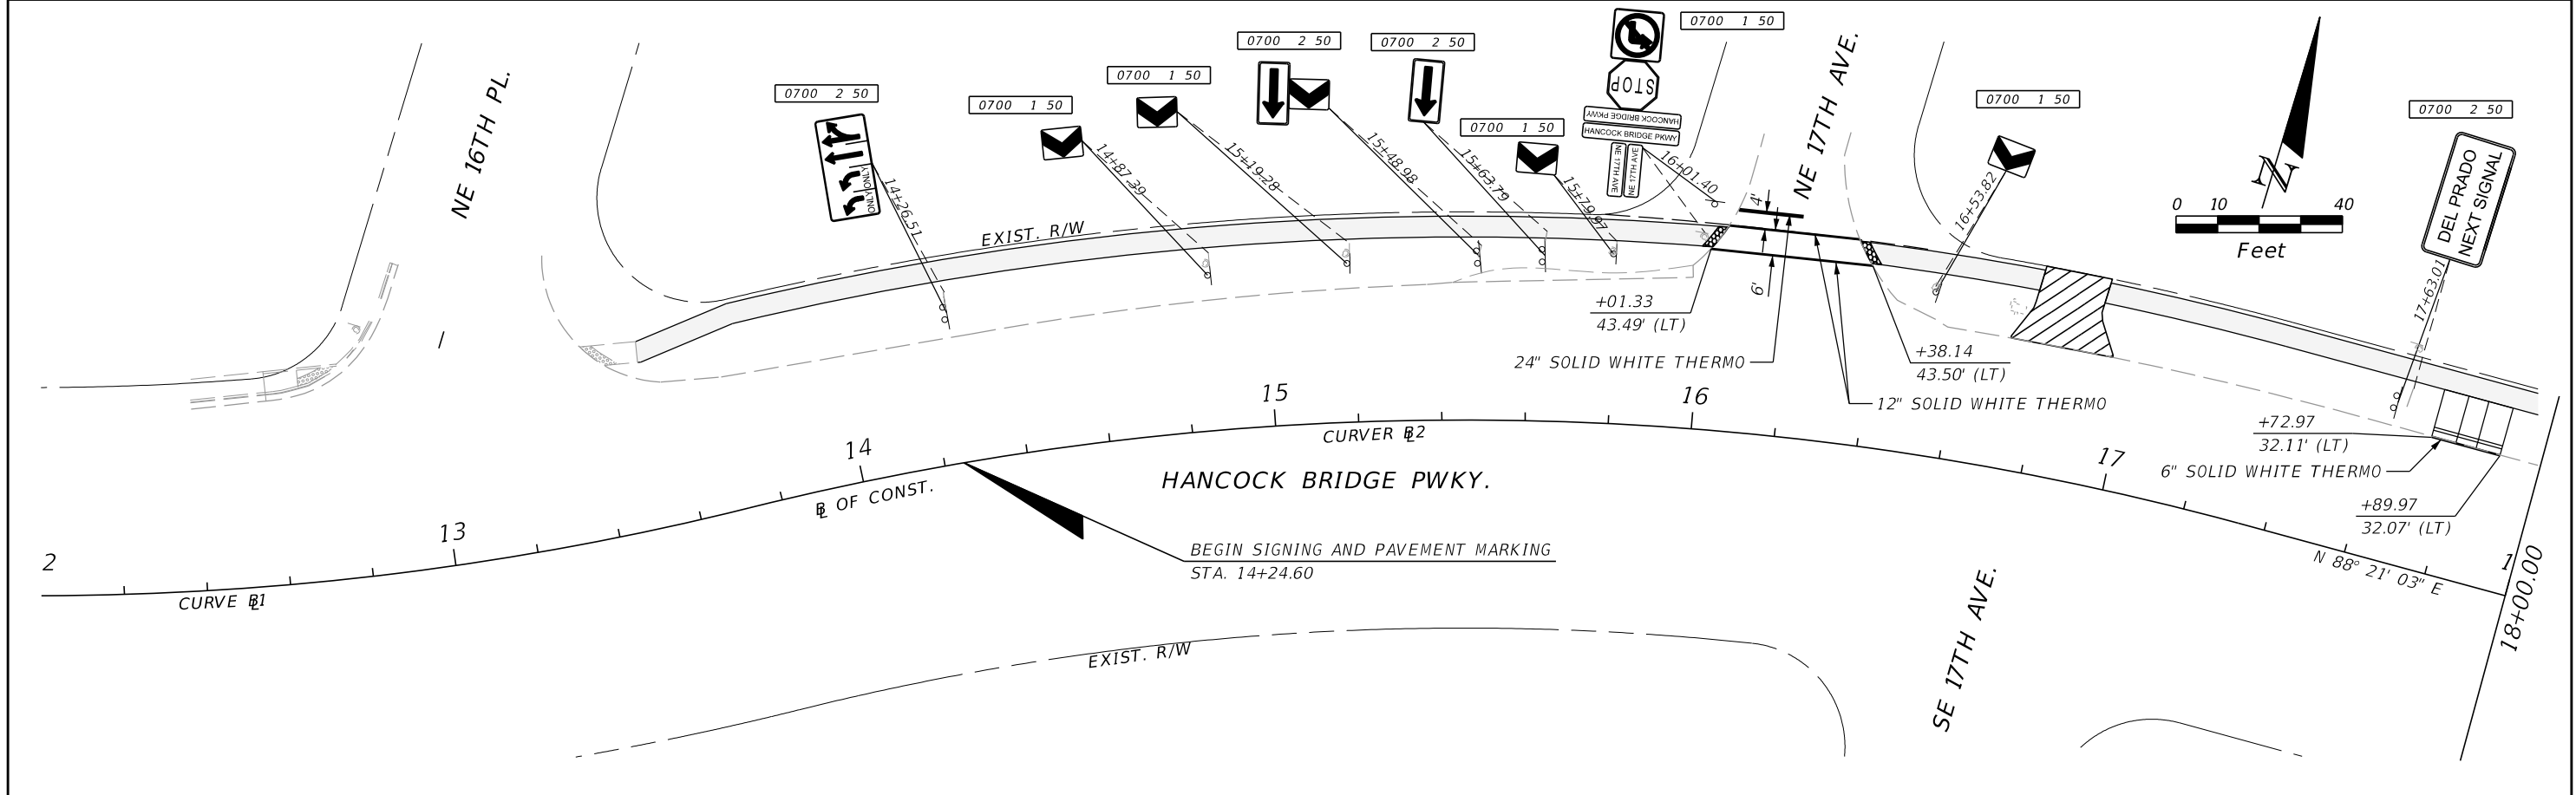 NE 16TH PL.
0700 2 50
ONLY
ONLY
14+26.51
0700 1 50
14+87.39
0700 1 50
15+19.28
0700 2 50
15+48.98
0700 2 50
15+63.79
0700 1 50
15+79.97
0700 1 50
STOP
HANCOCK BRIDGE PKWY
HANCOCK BRIDGE PKWY
NE 17TH AVE
NE 17TH AVE
16+01.40
NE 17TH AVE.
4'
6'
0700 1 50
16+53.82
N
0 10 40
Feet
0700 2 50
DEL PRADO
NEXT SIGNAL
17+63.01
EXIST. R/W
+01.33
43.49' (LT)
24" SOLID WHITE THERMO
+38.14
43.50' (LT)
12" SOLID WHITE THERMO
+72.97
32.11' (LT)
6" SOLID WHITE THERMO
+89.97
32.07' (LT)
2
13
14
15
16
17
1
CURVE BL1
BL OF CONST.
CURVER BL2
HANCOCK BRIDGE PWKY.
BEGIN SIGNING AND PAVEMENT MARKING
STA. 14+24.60
N 88° 21' 03" E
18+00.00
EXIST. R/W
SE 17TH AVE.